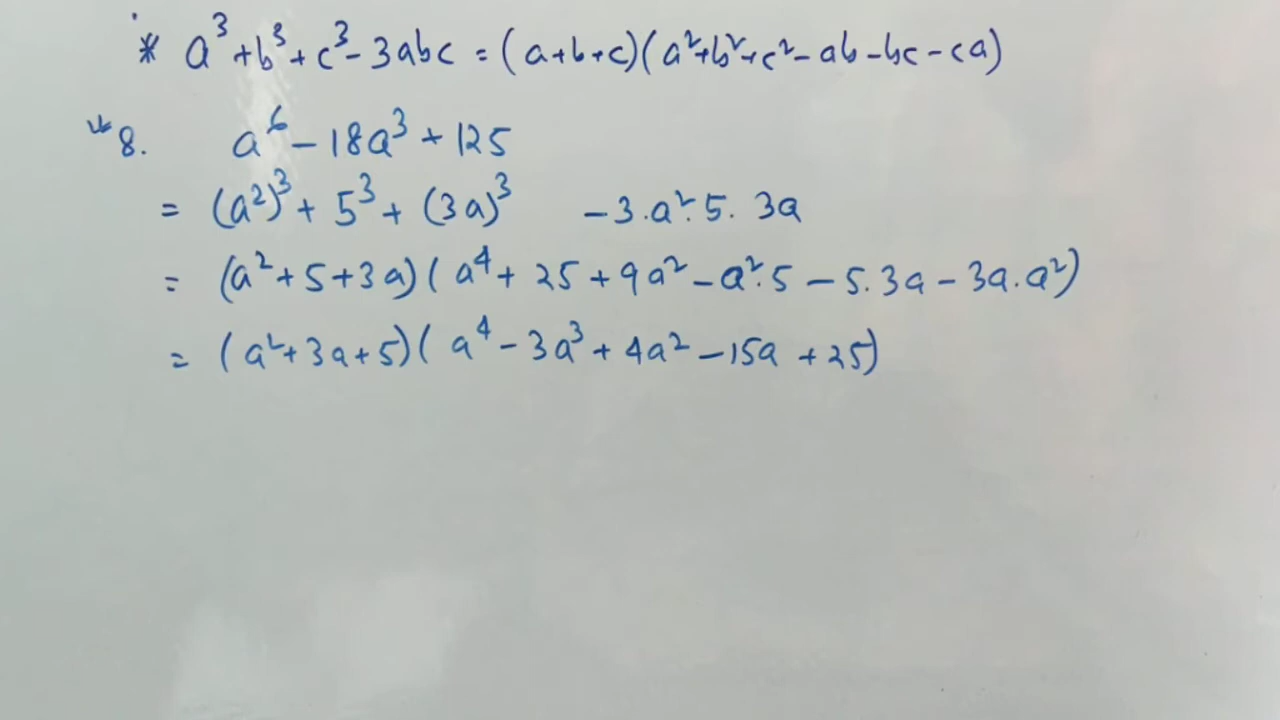 * a³+b³+c³-3abc = (a+b+c)(a²+b²+c²-ab-bc-ca)
8. a⁶-18a³+125
= (a²)³+5³+(3a)³ -3.a².5.3a
= (a²+5+3a)(a⁴+25+9a²-a².5-5.3a-3a.a²)
= (a²+3a+5)(a⁴-3a³+4a²-15a+25)